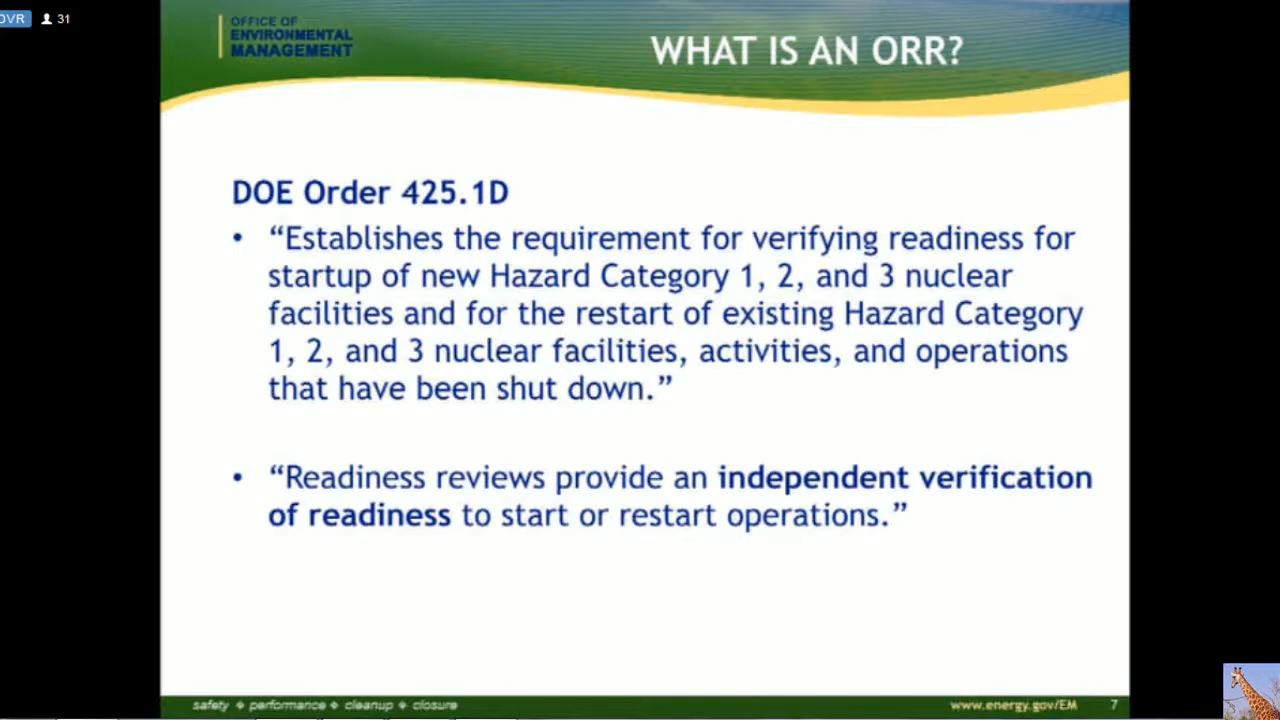 DVR 31
OFFICE OF
ENVIRONMENTAL
MANAGEMENT
WHAT IS AN ORR?
DOE Order 425.1D
• “Establishes the requirement for verifying readiness for
startup of new Hazard Category 1, 2, and 3 nuclear
facilities and for the restart of existing Hazard Category
1, 2, and 3 nuclear facilities, activities, and operations
that have been shut down.”
• “Readiness reviews provide an independent verification
of readiness to start or restart operations.”
safety ❖ performance ❖ cleanup ❖ closure
www.energy.gov/EM 7